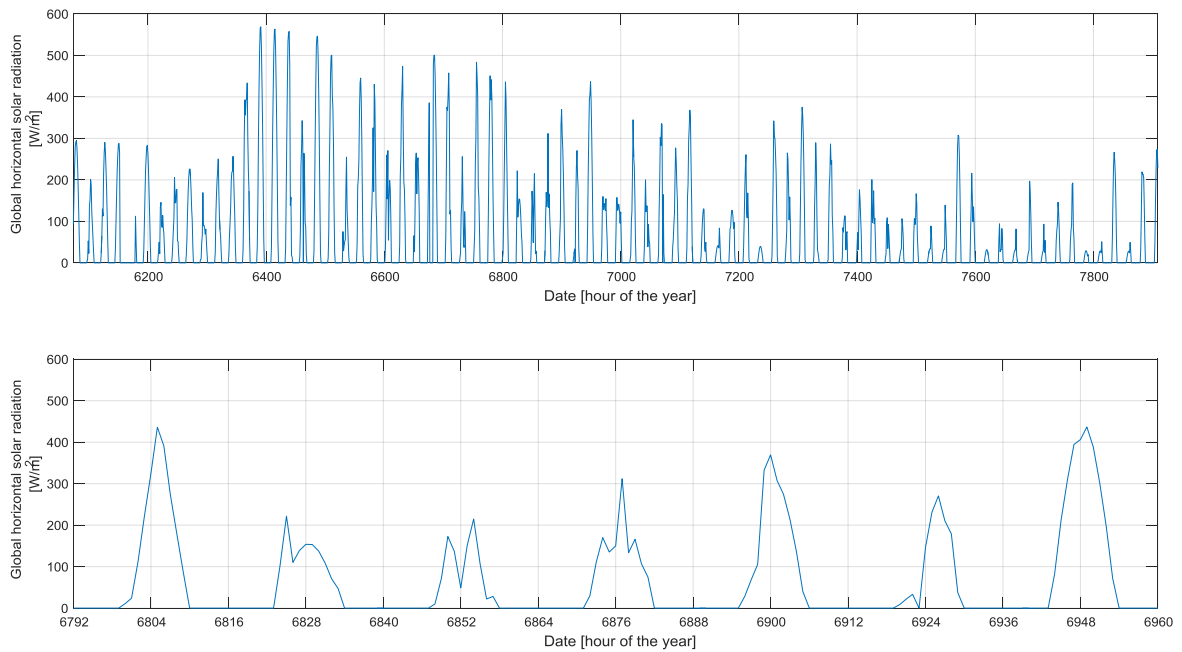 Global horizontal solar radiation
[W/m2]
600
500
400
300
200
100
0
6200 6400 6600 6800 7000 7200 7400 7600 7800
Date [hour of the year]
Global horizontal solar radiation
[W/m2]
600
500
400
300
200
100
0
6792 6804 6816 6828 6840 6852 6864 6876 6888 6900 6912 6924 6936 6948 6960
Date [hour of the year]